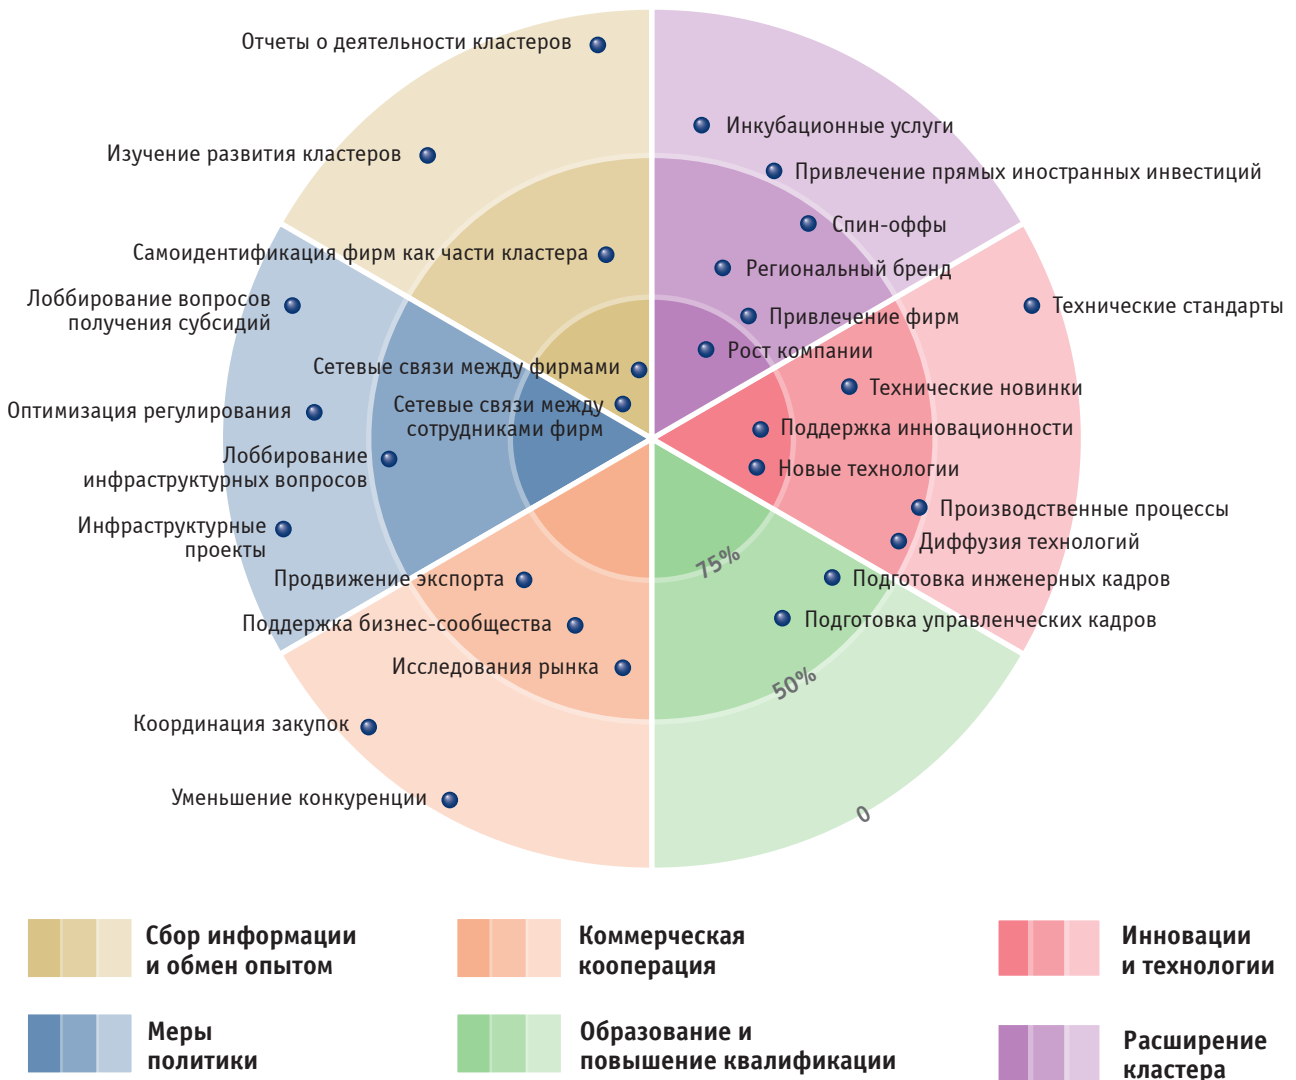 Отчеты о деятельности кластеров
Изучение развития кластеров
Самоидентификация фирм как части кластера
Лоббирование вопросов
получения субсидий
Сетевые связи между фирмами
Сетевые связи между
сотрудниками фирм
Оптимизация регулирования
Лоббирование
инфраструктурных вопросов
Инфраструктурные
проекты
Продвижение экспорта
Поддержка бизнес-сообщества
Исследования рынка
Координация закупок
Уменьшение конкуренции
Инкубационные услуги
Привлечение прямых иностранных инвестиций
Спин-оффы
Региональный бренд
Привлечение фирм
Рост компании
Технические стандарты
Технические новинки
Поддержка инновационности
Новые технологии
Производственные процессы
Диффузия технологий
Подготовка инженерных кадров
Подготовка управленческих кадров
75%
50%
0
Сбор информации
и обмен опытом
Коммерческая
кооперация
Инновации
и технологии
Меры
политики
Образование и
повышение квалификации
Расширение
кластера